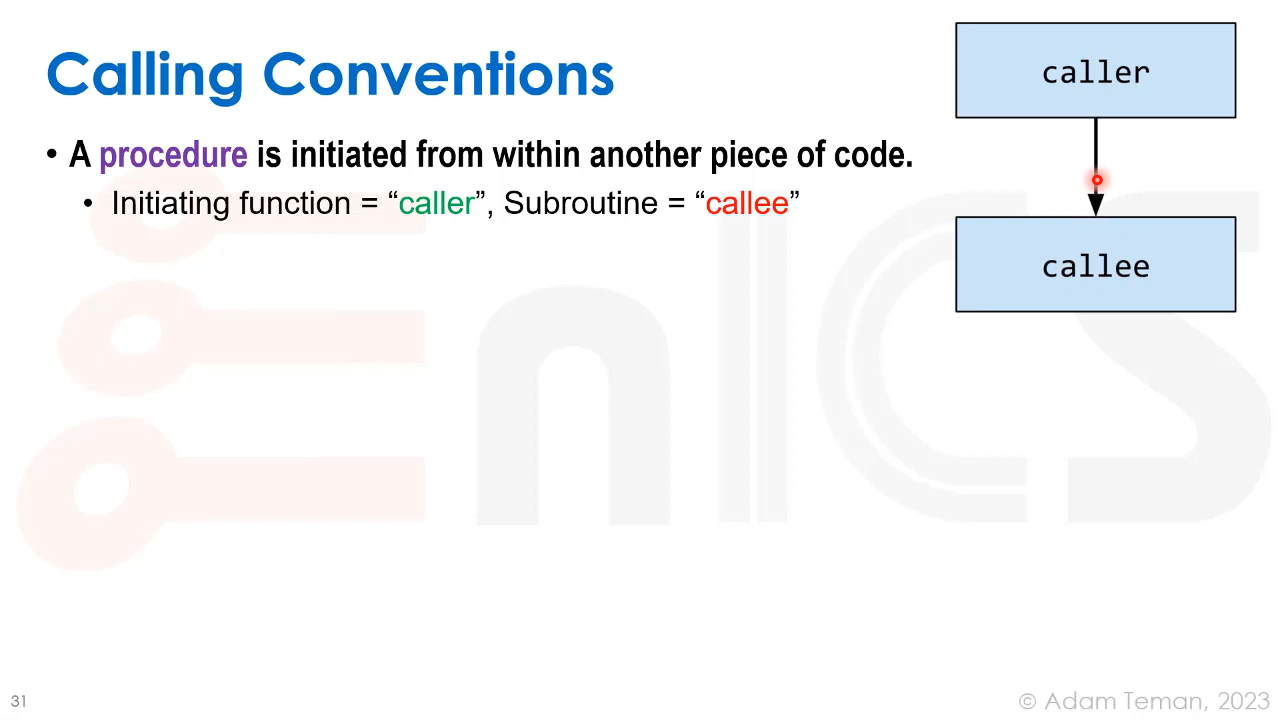 Calling Conventions
• A procedure is initiated from within another piece of code.
• Initiating function = “caller”, Subroutine = “callee”
caller
callee
EnICS
31
© Adam Teman, 2023